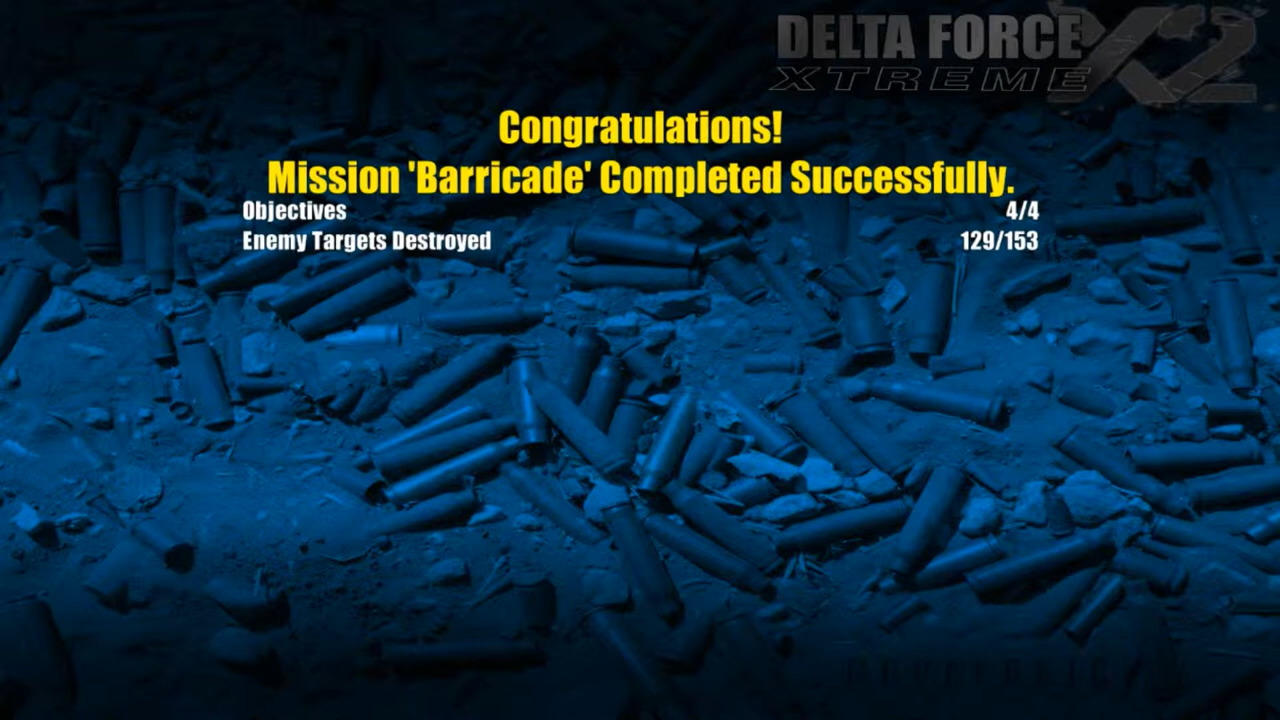 DELTA FORCE X2
XTREME
Congratulations!
Mission 'Barricade' Completed Successfully.
Objectives 4/4
Enemy Targets Destroyed 129/153